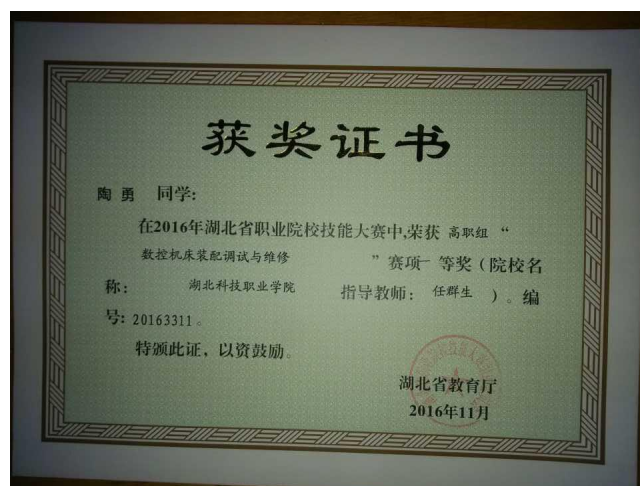 获奖证书
陶勇 同学:
在2016年湖北省职业院校技能大赛中,荣获 高职组 “
数控机床装配调试与维修 ”赛项一等奖(院校名
称: 湖北科技职业学院 指导教师: 任群生 )。编
号: 20163311。
特颁此证、以资鼓励。
湖北省教育厅
2016年11月